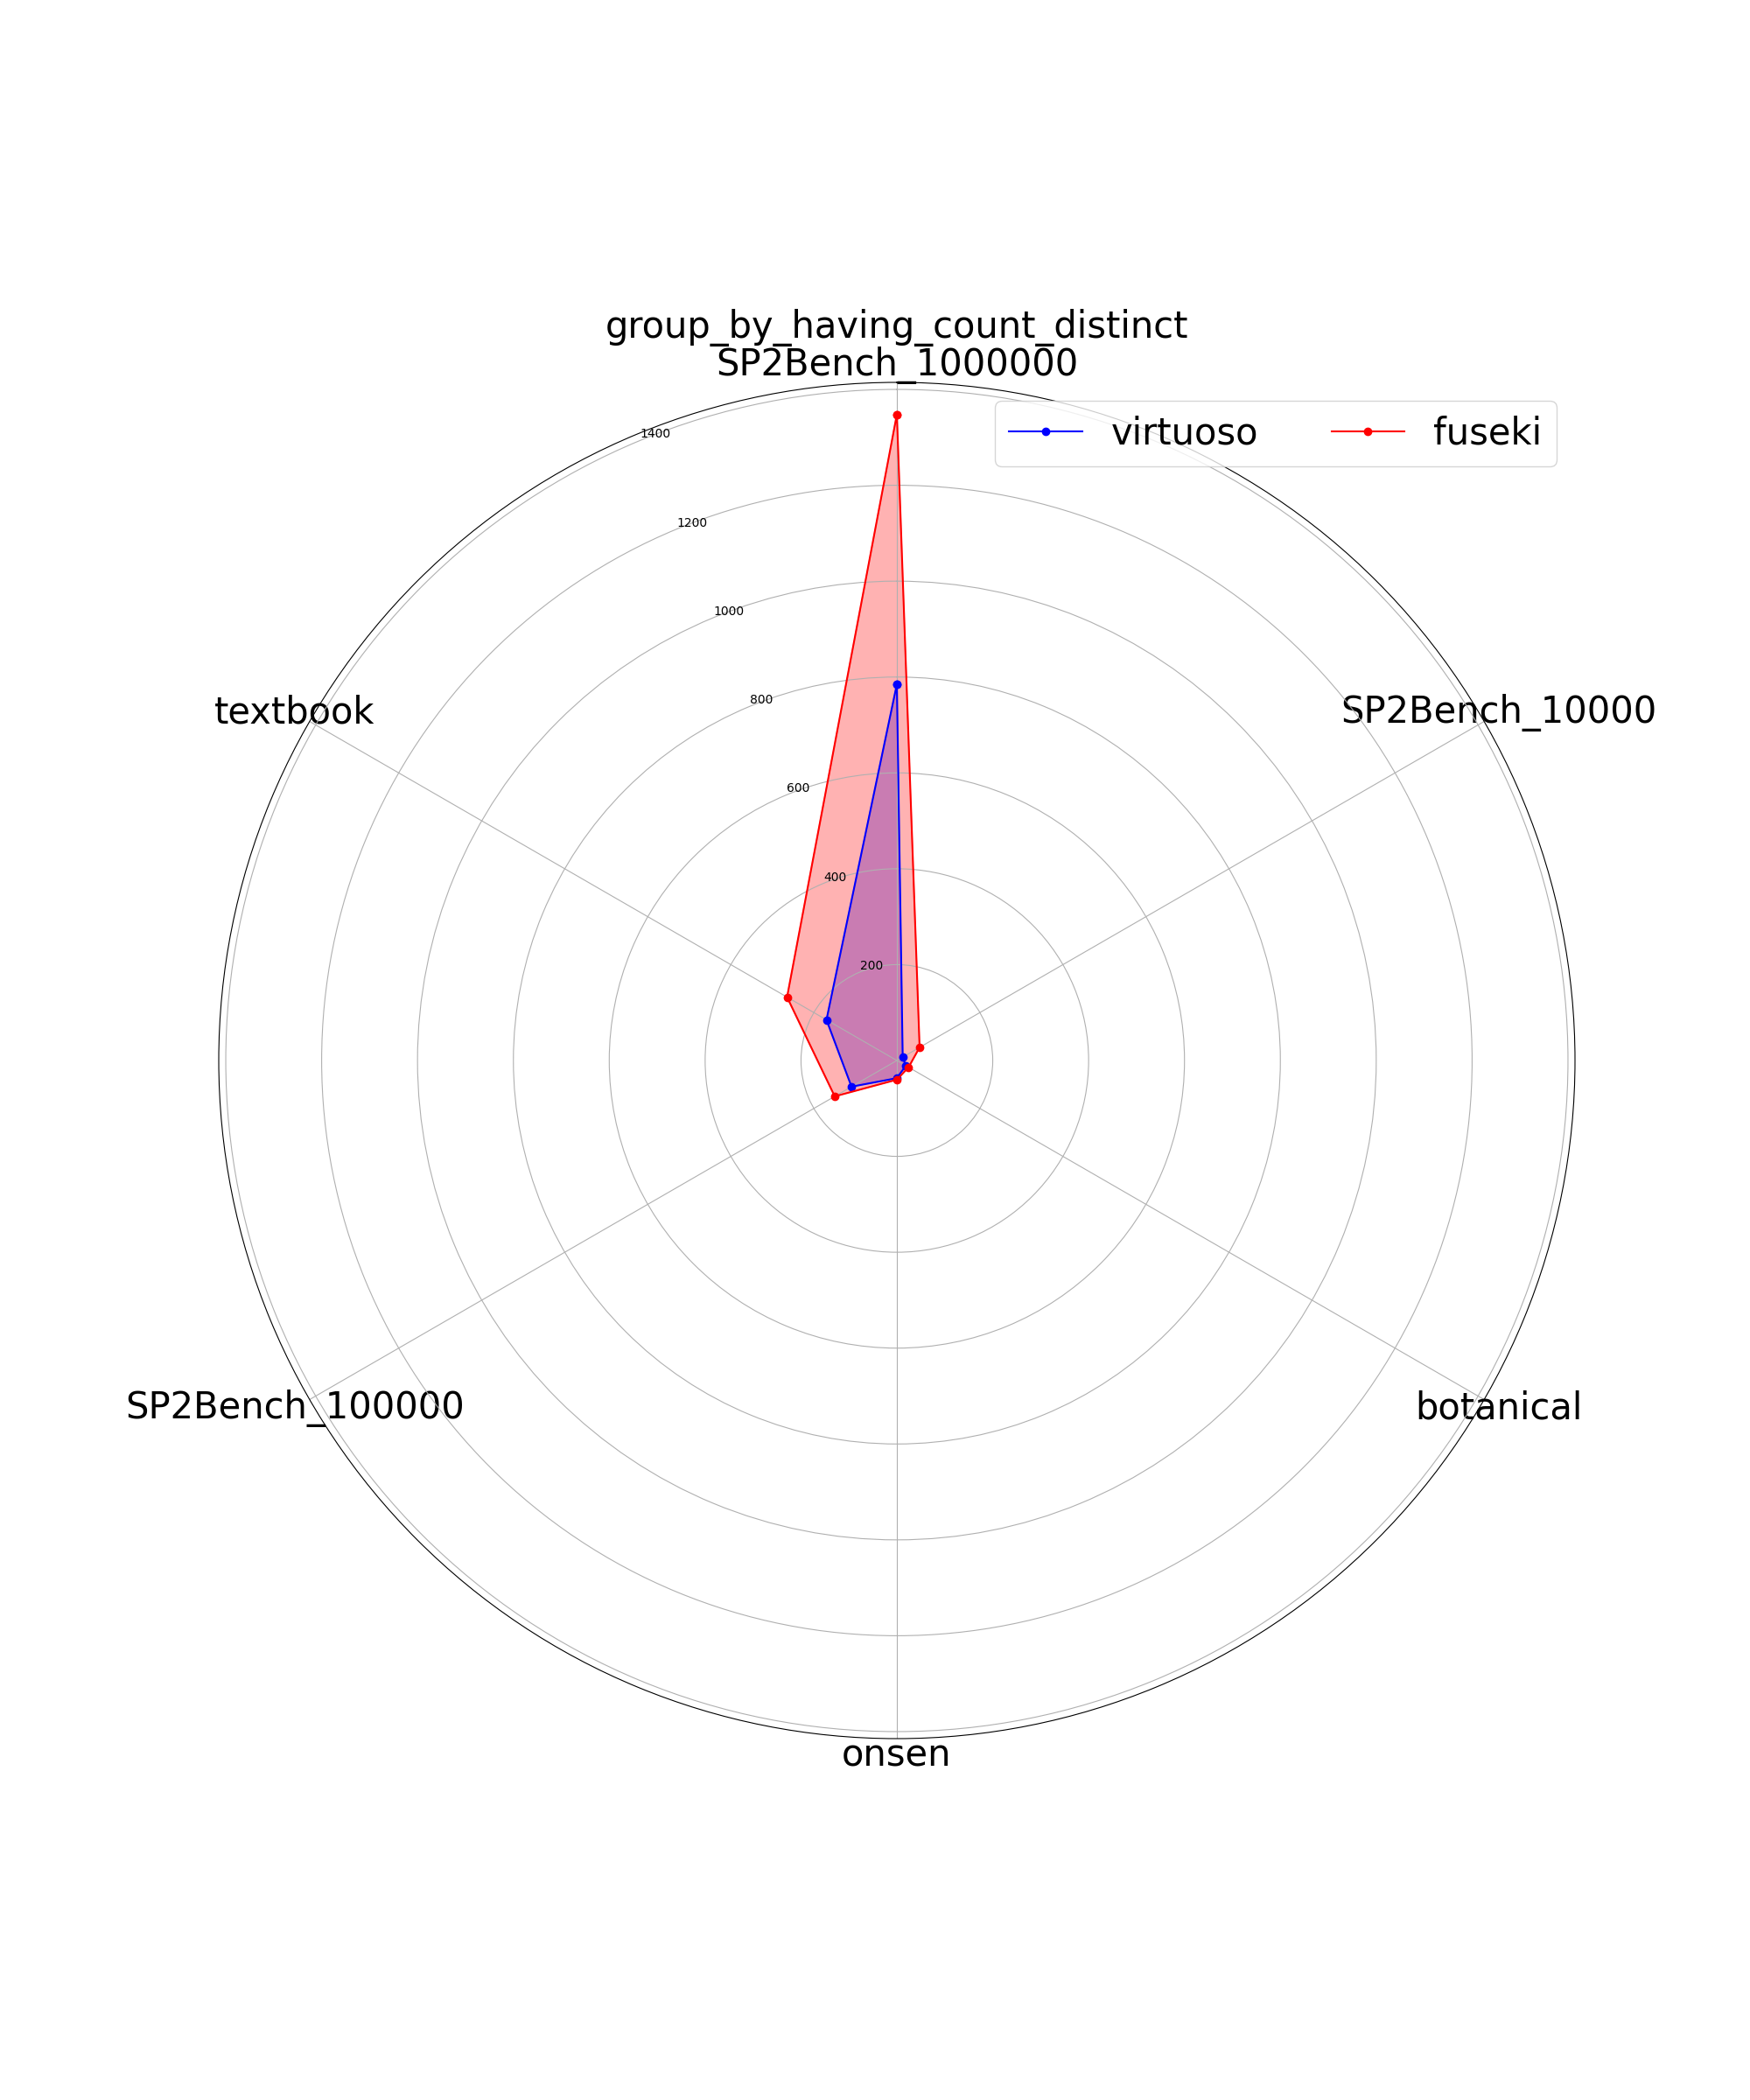 group_by_having_count_distinct
SP2Bench_1000000
virtuoso fuseki
1400
1200
1000
800
textbook
SP2Bench_10000
600
400
200
SP2Bench_100000
botanical
onsen